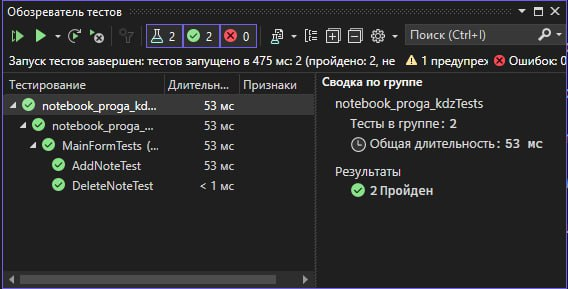 Обозреватель тестов
2 2 0 Поиск (Ctrl+I)
Запуск тестов завершен: тестов запущено в 475 мс: 2 (пройдено: 2, не 1 предупреж Ошибок: 0
Тестирование Длительн... Признаки
notebook_proga_kd... 53 мс
notebook_proga_... 53 мс
MainFormTests (... 53 мс
AddNoteTest 53 мс
DeleteNoteTest < 1 мс
Сводка по группе
notebook_proga_kdzTests
Тесты в группе: 2
Общая длительность: 53 мс
Результаты
2 Пройден